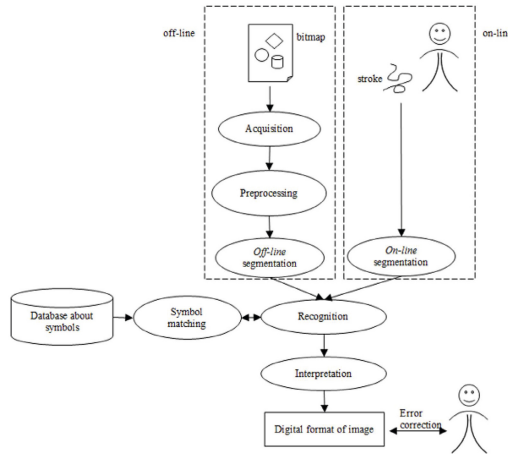 off-line
bitmap
on-lin
stroke
Acquisition
Preprocessing
Off-line
segmentation
On-line
segmentation
Database about
symbols
Symbol
matching
Recognition
Interpretation
Digital format of image
Error
correction